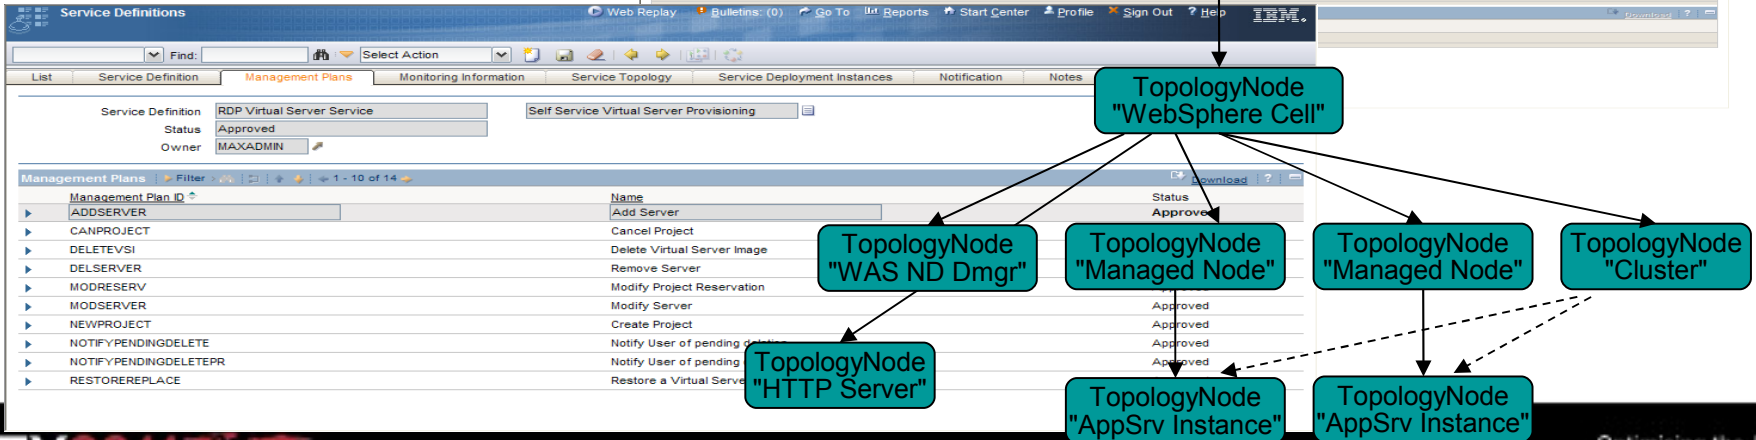 Service Definitions Web Replay Bulletins: (0) Go To Reports Start Center Profile Sign Out ? Help IBM.
Download ?
Find: Select Action
List Service Definition Management Plans Monitoring Information Service Topology Service Deployment Instances Notification Notes
Service Definition RDP Virtual Server Service Self Service Virtual Server Provisioning
Status Approved
Owner MAXADMIN
Management Plans Filter 1 - 10 of 14 Download ?
Management Plan ID Name Status
ADDSERVER Add Server Approved
CANPROJECT Cancel Project
DELETEVSI Delete Virtual Server Image
DELSERVER Remove Server
MODRESERV Modify Project Reservation
MODSERVER Modify Server Approved
NEWPROJECT Create Project Approved
NOTIFYPENDINGDELETE Notify User of pending Approved
NOTIFYPENDINGDELETEPR Notify User of pending Approved
RESTOREREPLACE Restore a Virtual Serve
TopologyNode
"WebSphere Cell"
TopologyNode
"WAS ND Dmgr"
TopologyNode
"Managed Node"
TopologyNode
"Managed Node"
TopologyNode
"Cluster"
TopologyNode
"HTTP Server"
TopologyNode
"AppSrv Instance"
TopologyNode
"AppSrv Instance"